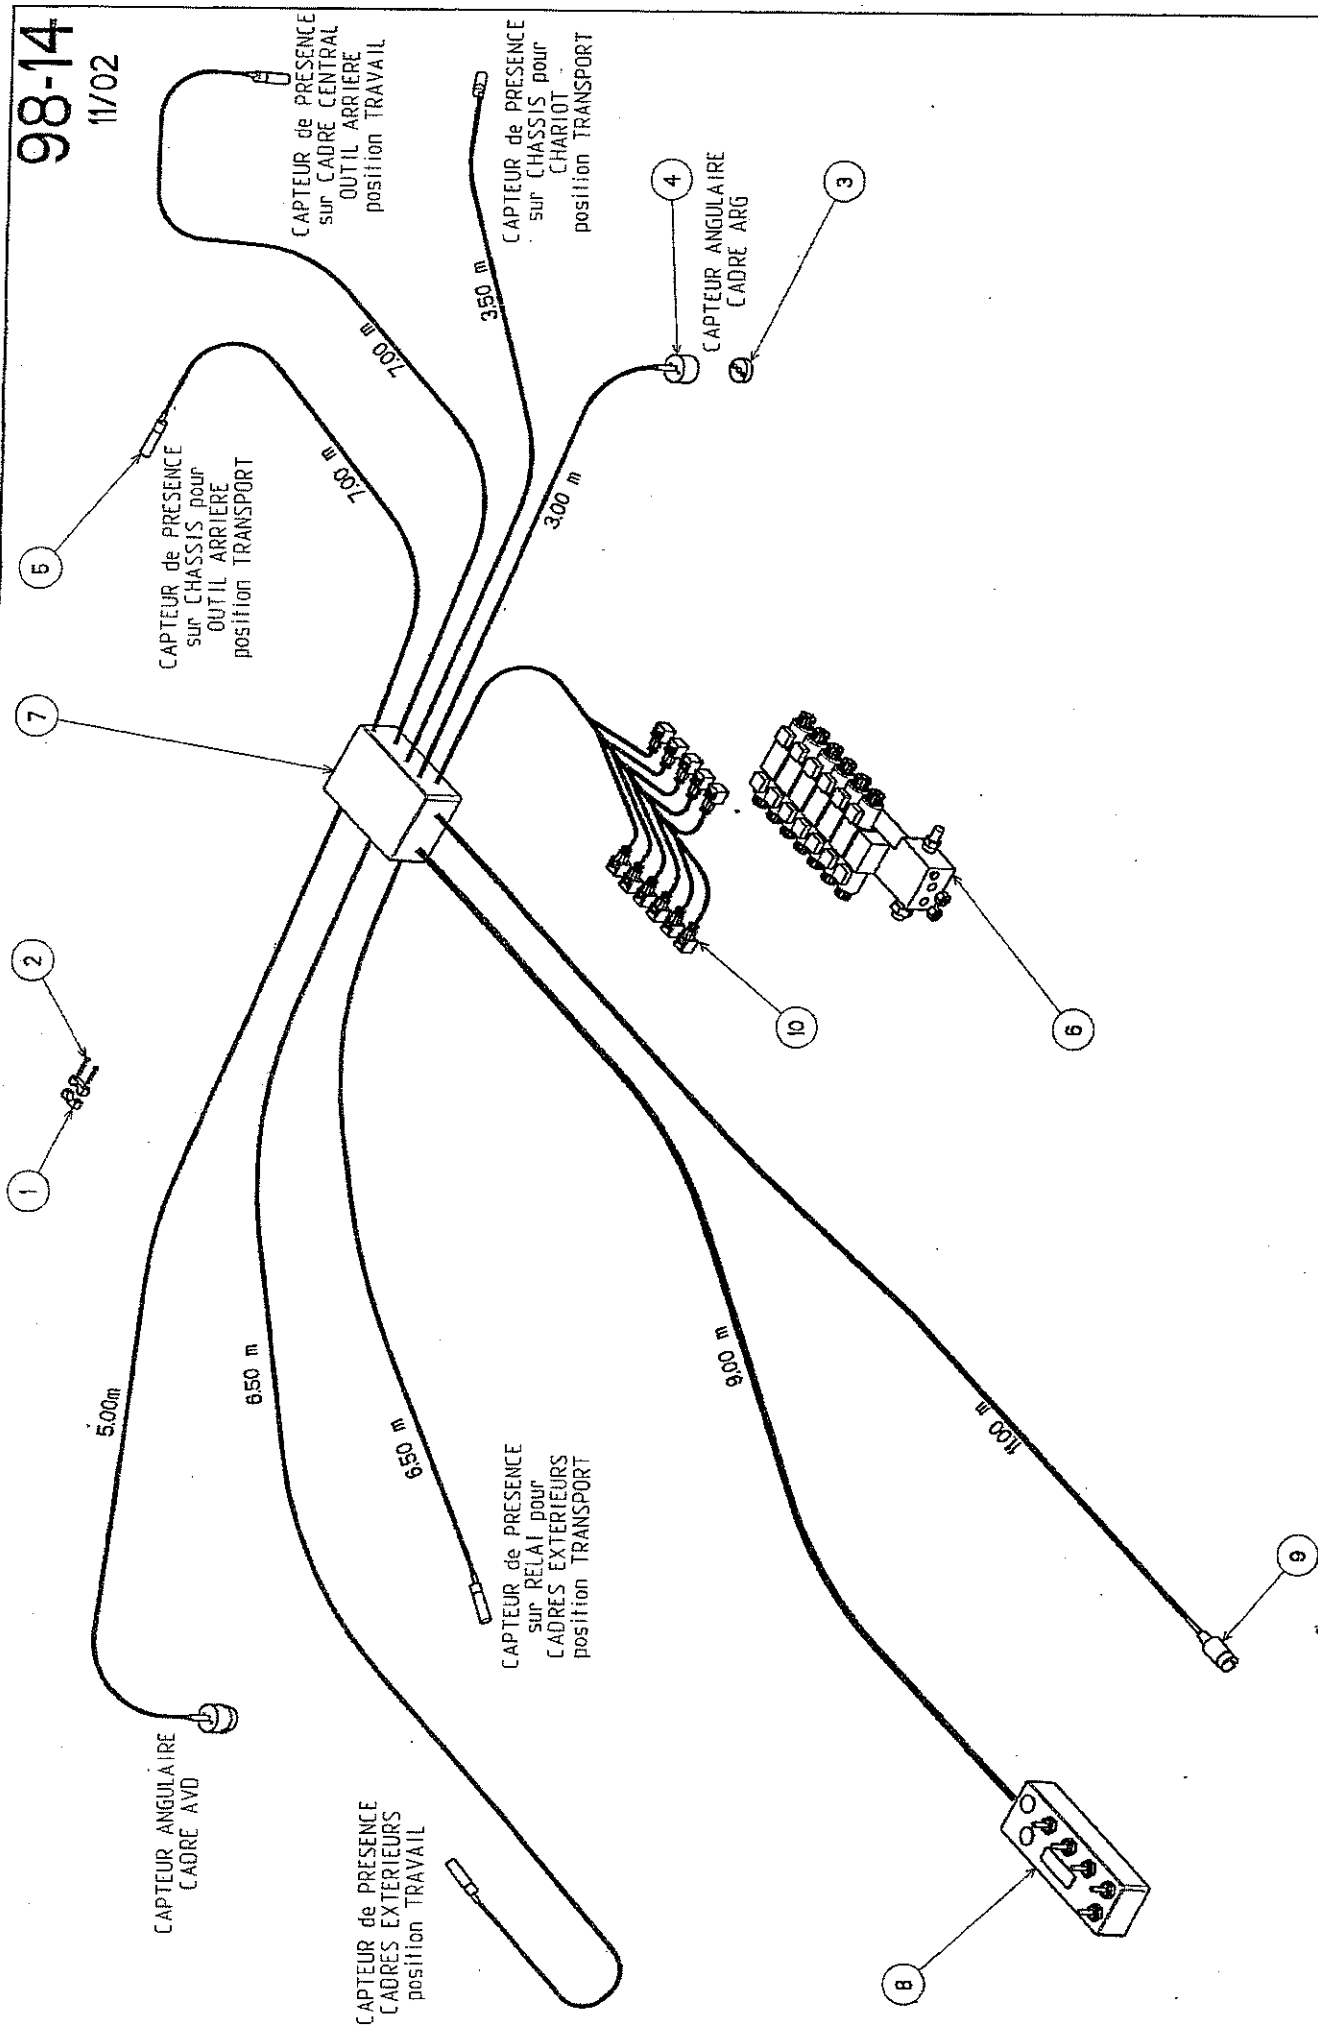 98-14
11/02
CAPTEUR de PRESENCE
sur CADRE CENTRAL
OUTIL ARRIERE
position TRAVAIL
CAPTEUR de PRESENCE
sur CHASSIS pour
CHARIOT
position TRANSPORT
CAPTEUR ANGULAIRE
CADRE ARG
4
3
5
CAPTEUR de PRESENCE
sur CHASSIS pour
OUTIL ARRIERE
position TRANSPORT
7.00 m
7.00 m
3.50 m
3.00 m
7
2
1
10
6
5.00m
6.50 m
6.50 m
9.00 m
11.00 m
CAPTEUR de PRESENCE
sur RELAI pour
CADRES EXTERIEURS
position TRANSPORT
CAPTEUR ANGULAIRE
CADRE AVD
CAPTEUR de PRESENCE
CADRES EXTERIEURS
position TRAVAIL
8
9